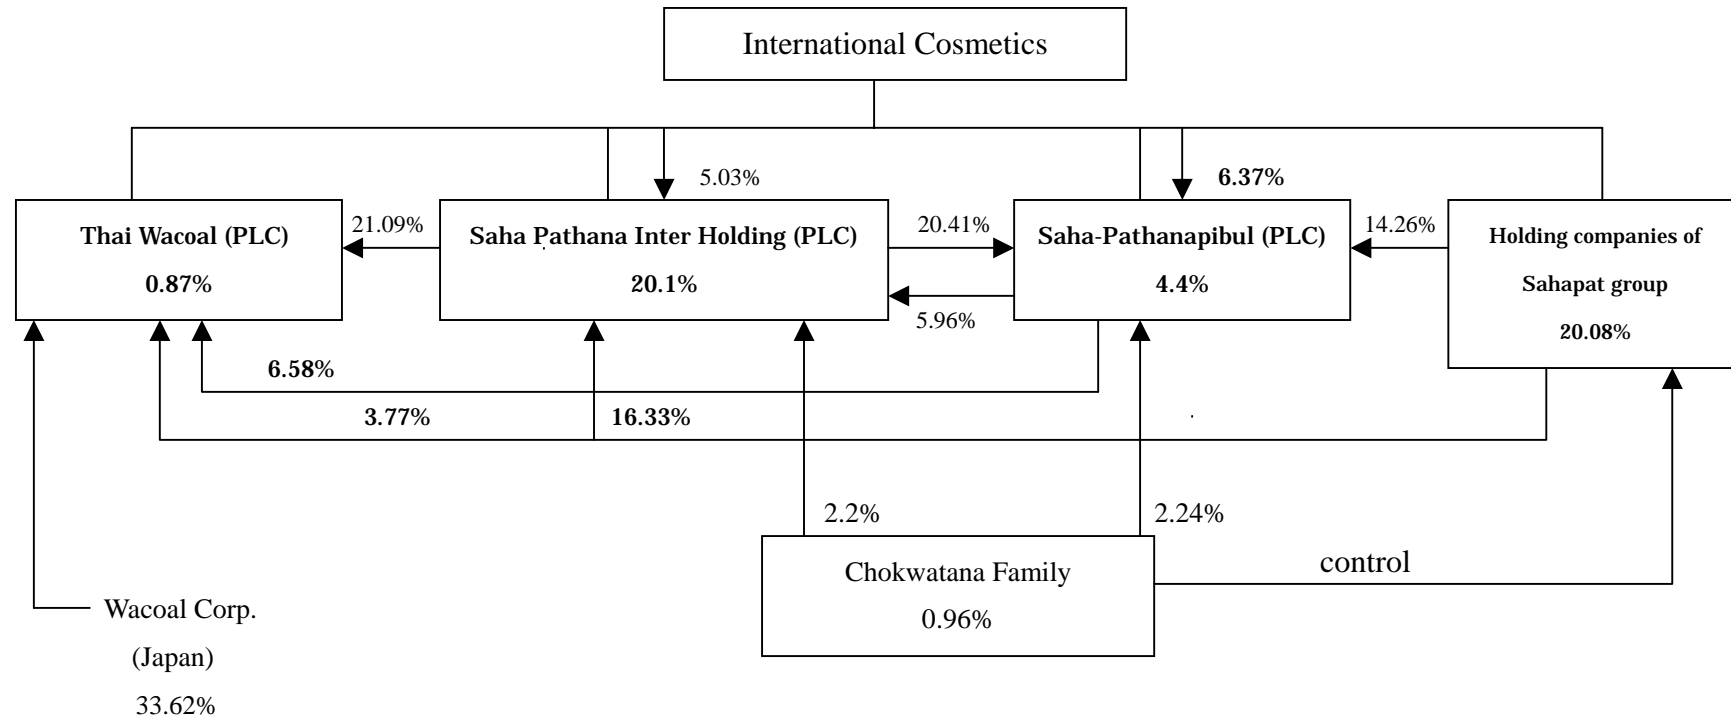 International Cosmetics
5.03%
6.37%
Thai Wacoal (PLC)
0.87%
21.09%
Saha Pathana Inter Holding (PLC)
20.1%
20.41%
5.96%
Saha-Pathanapibul (PLC)
4.4%
14.26%
Holding companies of
Sahapat group
20.08%
6.58%
3.77%
16.33%
2.2%
2.24%
Chokwatana Family
0.96%
control
Wacoal Corp.
(Japan)
33.62%